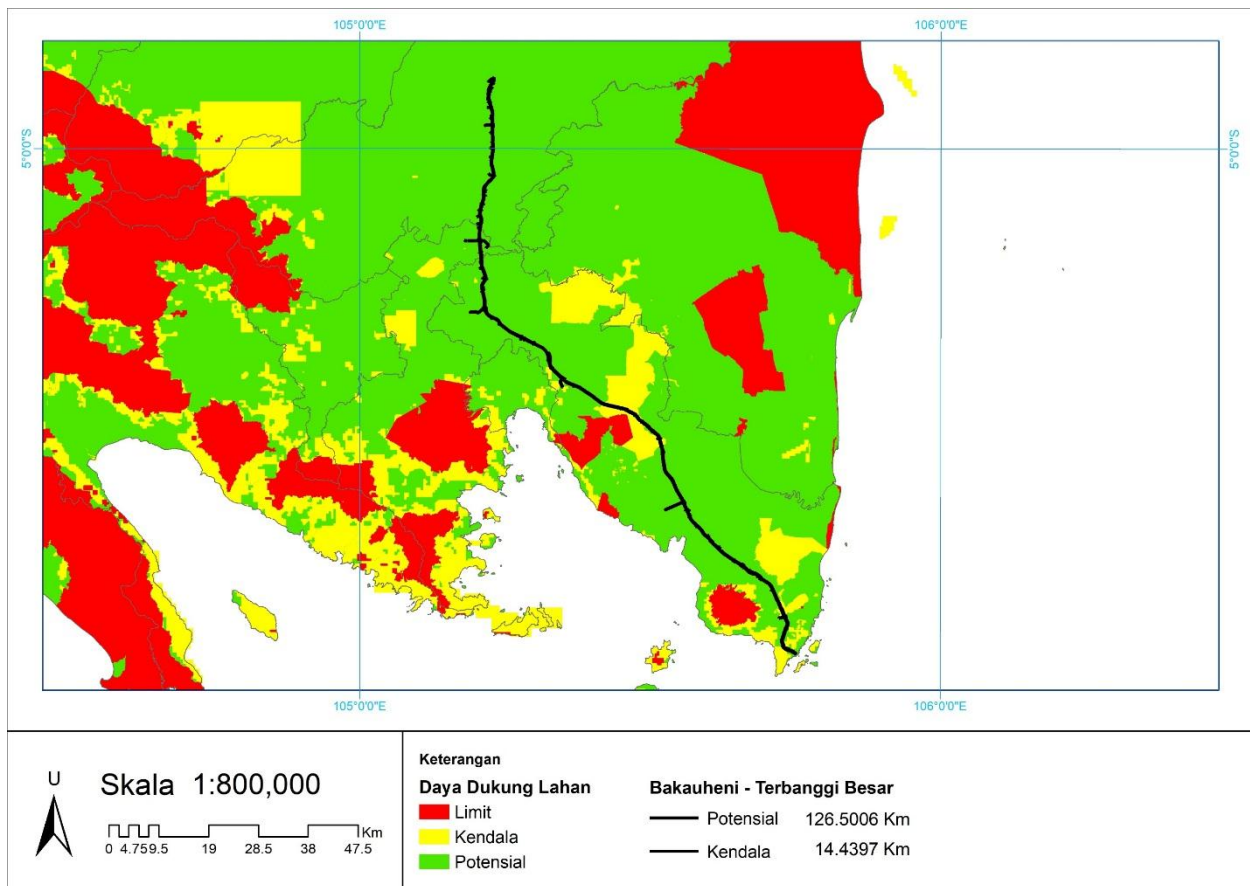 105°0'0"E 106°0'0"E
5°0'0"S 5°0'0"S
105°0'0"E 106°0'0"E
U
Skala 1:800,000
Km
0 4.75 9.5 19 28.5 38 47.5
Keterangan
Daya Dukung Lahan
Limit
Kendala
Potensial
Bakauheni - Terbanggi Besar
Potensial 126.5006 Km
Kendala 14.4397 Km